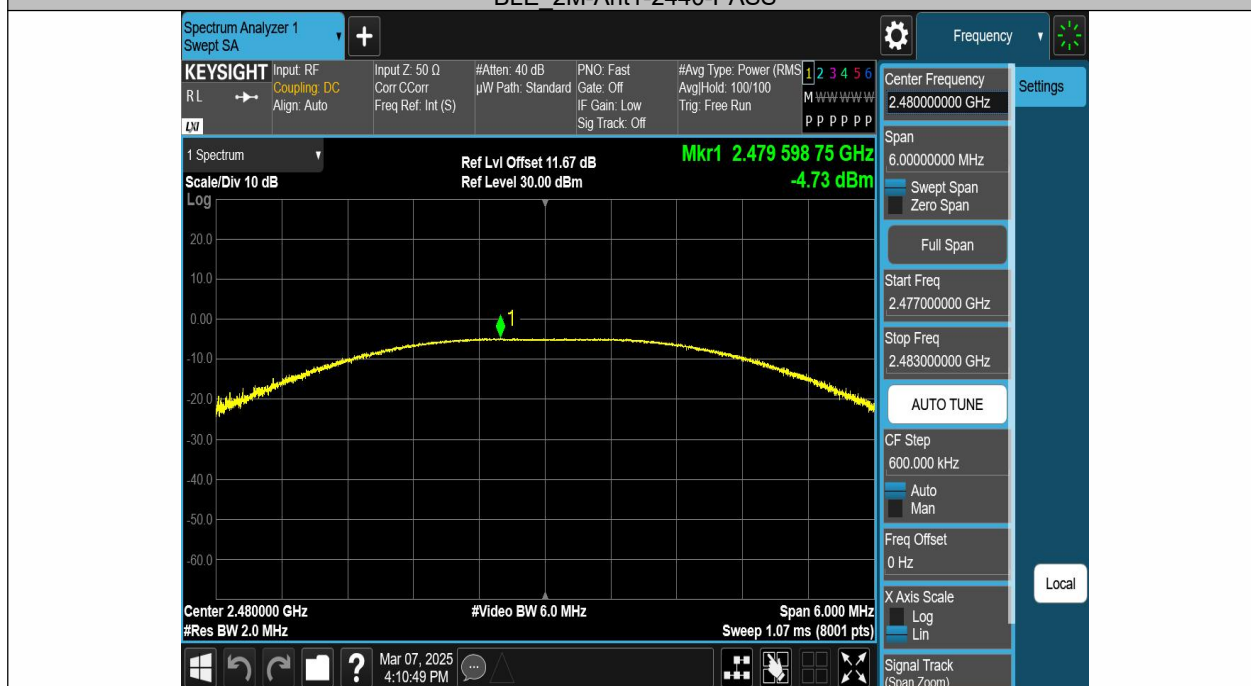 BLE_2M-Ant1-2440-PASS
Spectrum Analyzer 1
Swept SA
+
Frequency
KEYSIGHT
RL
LXI
Input: RF
Coupling: DC
Align: Auto
Input Z: 50 Ω
Corr CCorr
Freq Ref: Int (S)
#Atten: 40 dB
µW Path: Standard
PNO: Fast
Gate: Off
IF Gain: Low
Sig Track: Off
#Avg Type: Power (RMS
Avg|Hold: 100/100
Trig: Free Run
1 2 3 4 5 6
M W W W W W
P P P P P P
1 Spectrum
Scale/Div 10 dB
Log
Ref Lvl Offset 11.67 dB
Ref Level 30.00 dBm
Mkr1 2.479 598 75 GHz
-4.73 dBm
20.0
10.0
0.00
-10.0
-20.0
-30.0
-40.0
-50.0
-60.0
1
Center 2.480000 GHz
#Res BW 2.0 MHz
#Video BW 6.0 MHz
Span 6.000 MHz
Sweep 1.07 ms (8001 pts)
Center Frequency
2.480000000 GHz
Settings
Span
6.00000000 MHz
Swept Span
Zero Span
Full Span
Start Freq
2.477000000 GHz
Stop Freq
2.483000000 GHz
AUTO TUNE
CF Step
600.000 kHz
Auto
Man
Freq Offset
0 Hz
Local
X Axis Scale
Log
Lin
Signal Track
(Span Zoom)
?
Mar 07, 2025
4:10:49 PM